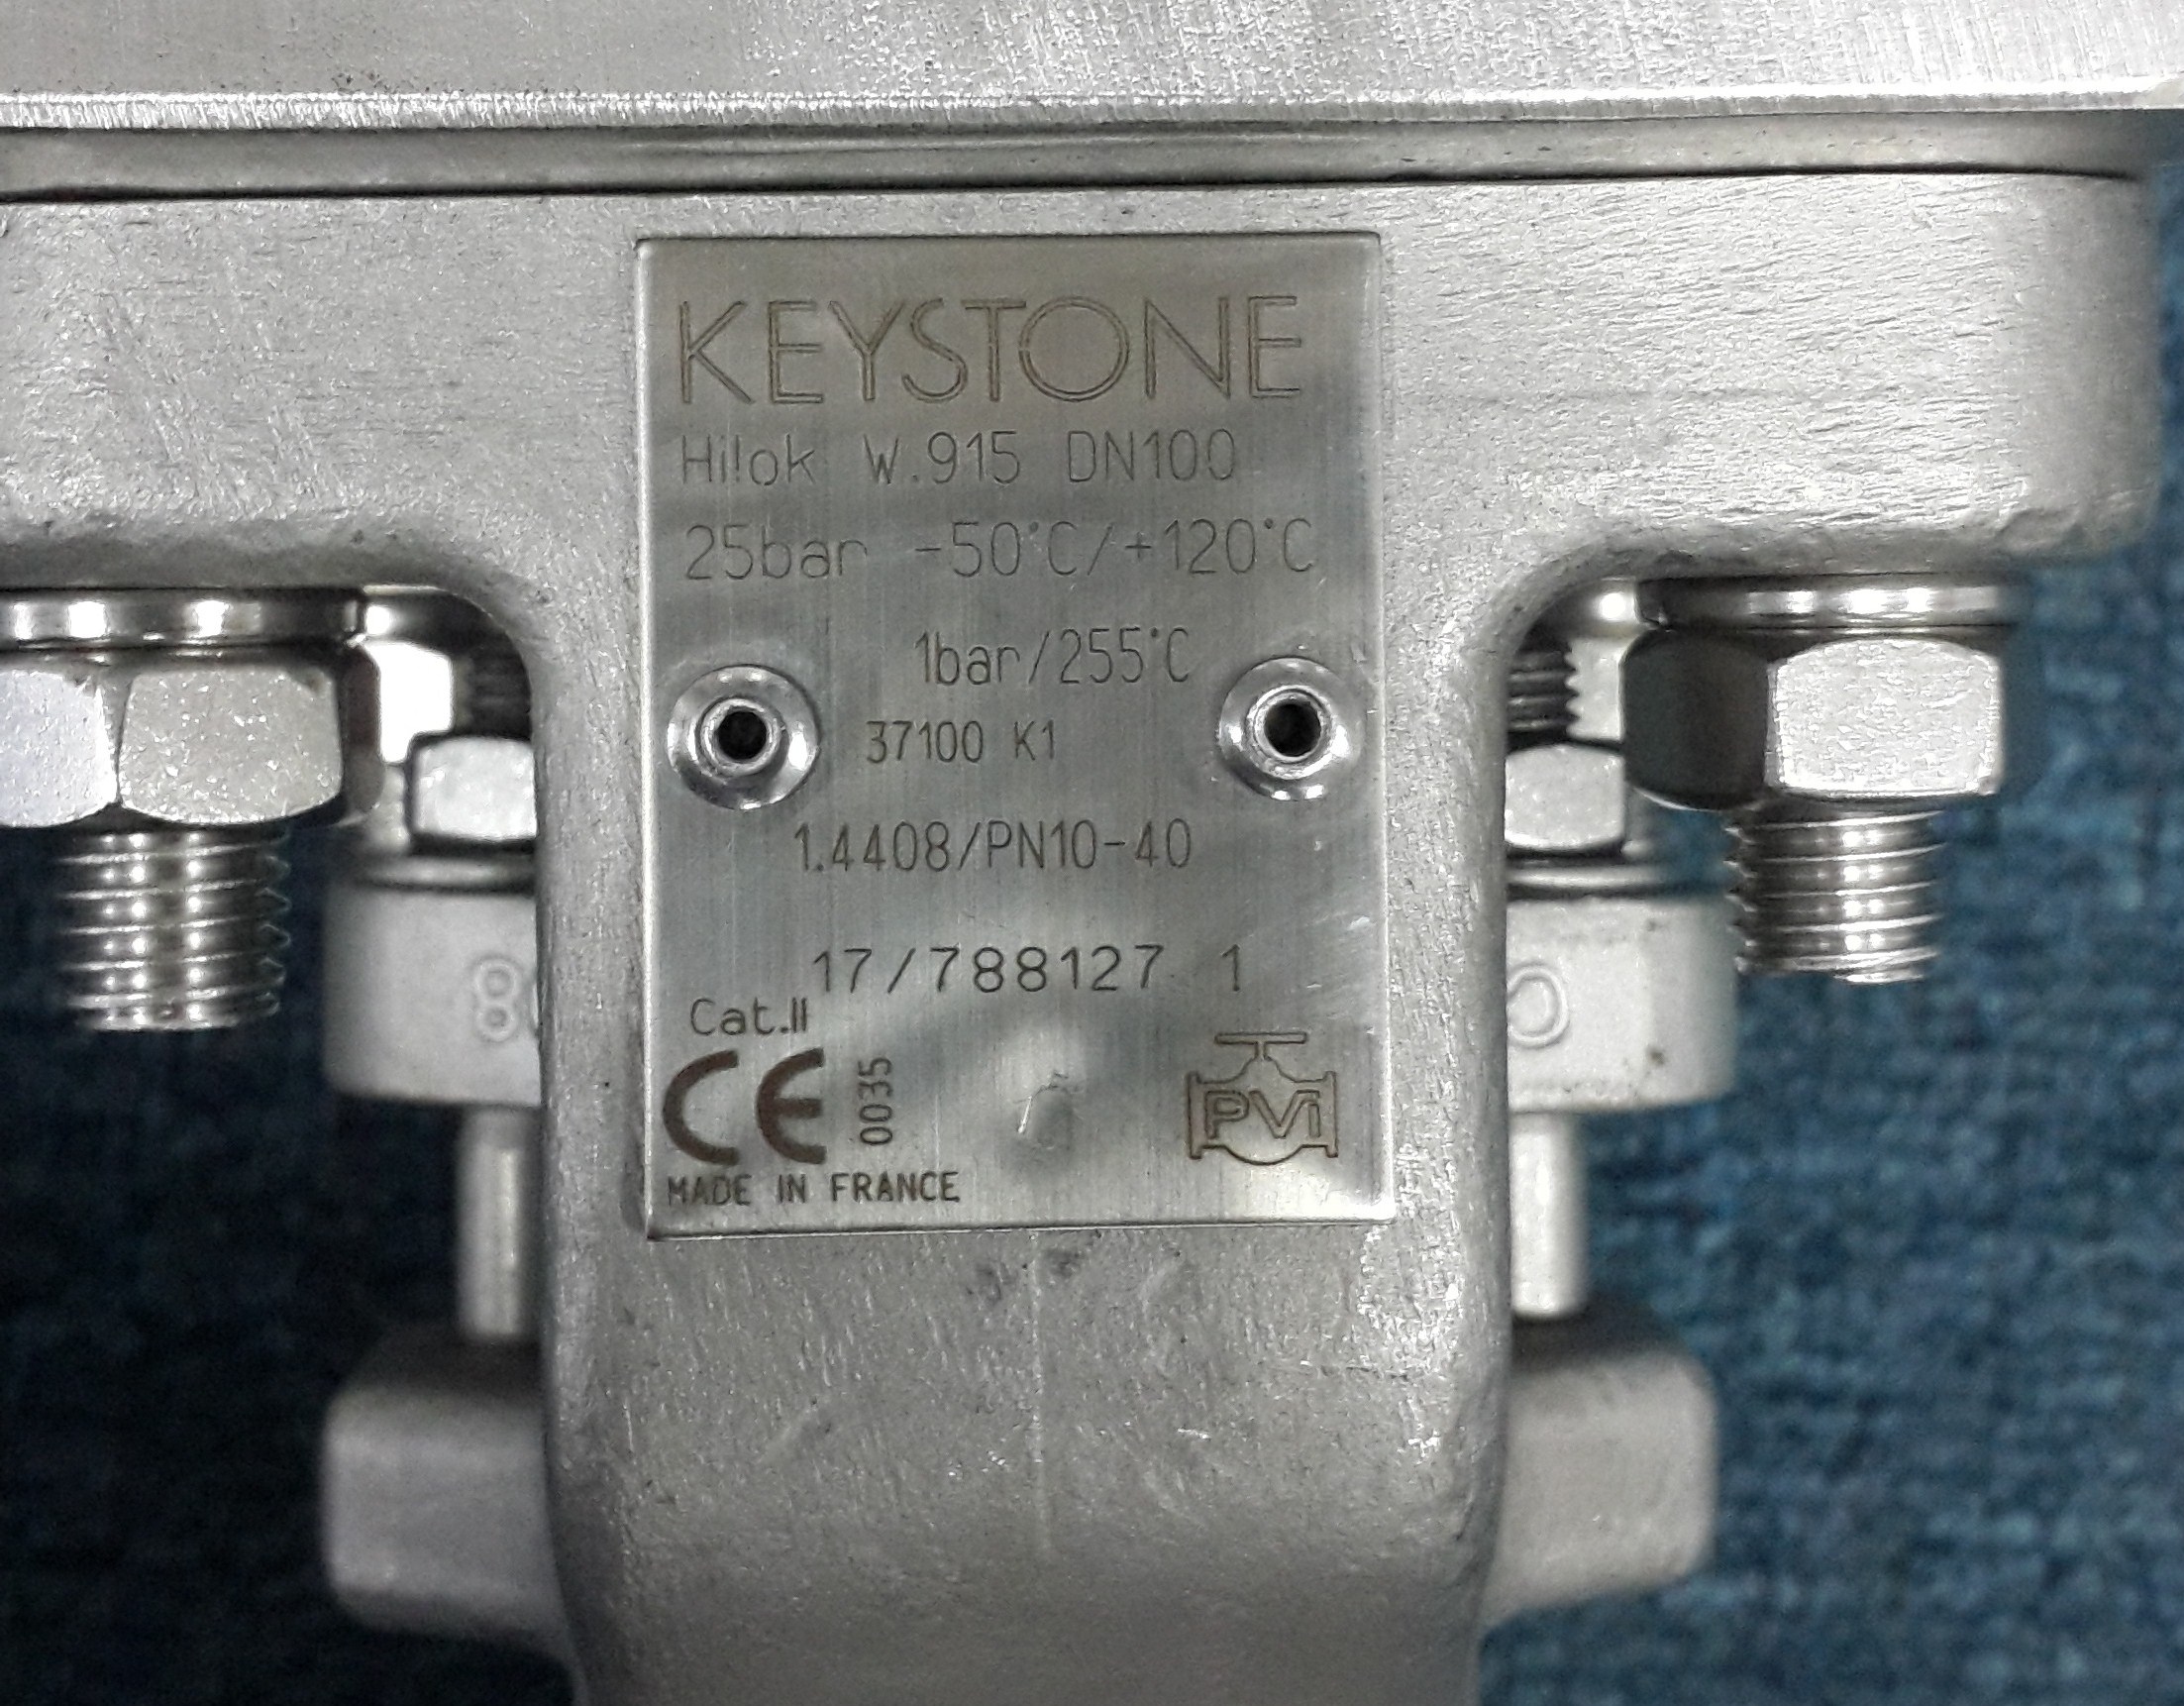 KEYSTONE
Hilok W.915 DN100
25bar -50°C/+120°C
1bar/255°C
37100 K1
1.4408/PN10-40
17/788127 1
Cat.II
CE 0035
PVi
MADE IN FRANCE